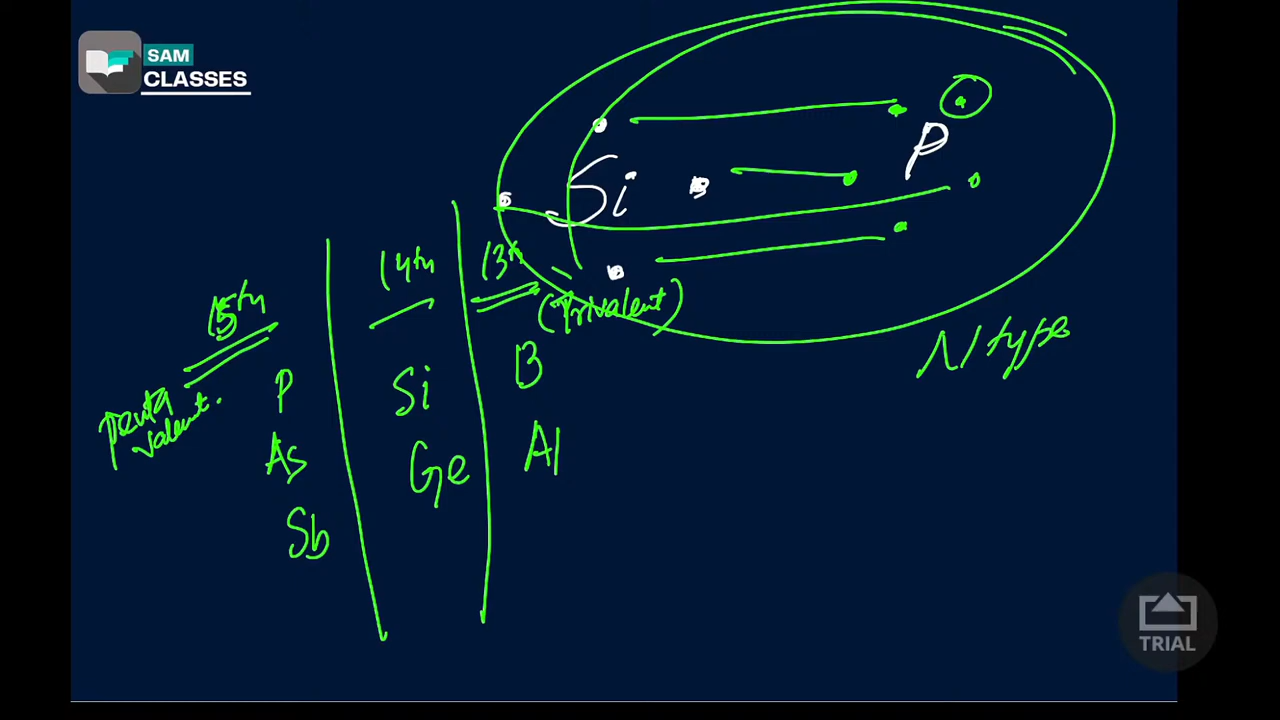 SAM
CLASSES
Si
P
N type
15th
14th
13th
(Trivalent)
penta
valent.
P
Si
B
As
Ge
Al
Sb
TRIAL